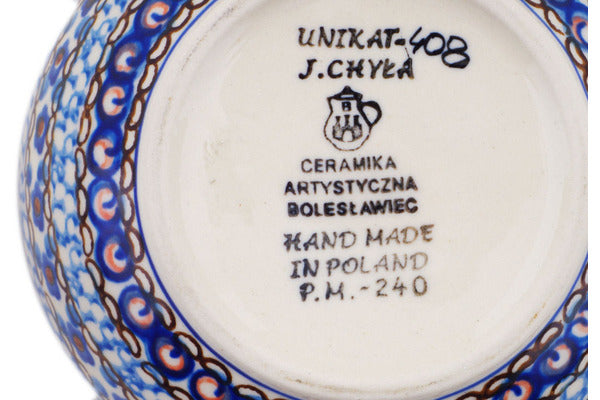 UNIKAT-408
J.CHYŁA
B
CERAMIKA
ARTYSTYCZNA
BOLESŁAWIEC
HAND MADE
IN POLAND
P.M.-240